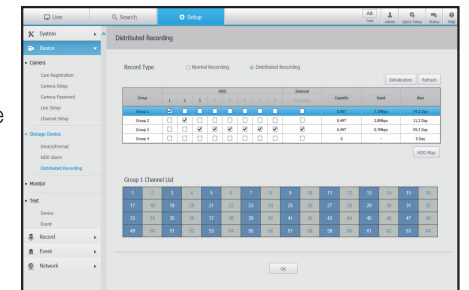 e
Live
Search
Setup
AB
Text
admin
Quick Setup
Status
Help
System
Device
Camera
Cam Registration
Camera Setup
Camera Password
Live Setup
Channel Setup
Storage Device
Device/Format
HDD Alarm
Distributed Recording
Monitor
Text
Device
Event
Record
Event
Network
Distributed Recording
Record Type
Normal Recording
Distributed Recording
Initialization
Refresh
Group
HDD
External
Capacity
Input
days
1 2 3
Group 1
Group 2
Group 3
Group 4
0
0 Day
HDD Map
Group 1 Channel List
1 2 3 4 5 6 7 8 9 10 11 12 13 14 15 16
17 18 19 20 21 22 23 24 25 26 27 28 29 30 31 32
33 34 35 36 37 38 39 40 41 42 43 44 45 46 47 48
49 50 51 52 53 54 55 56 57 58 59 60 61 62 63 64
OK